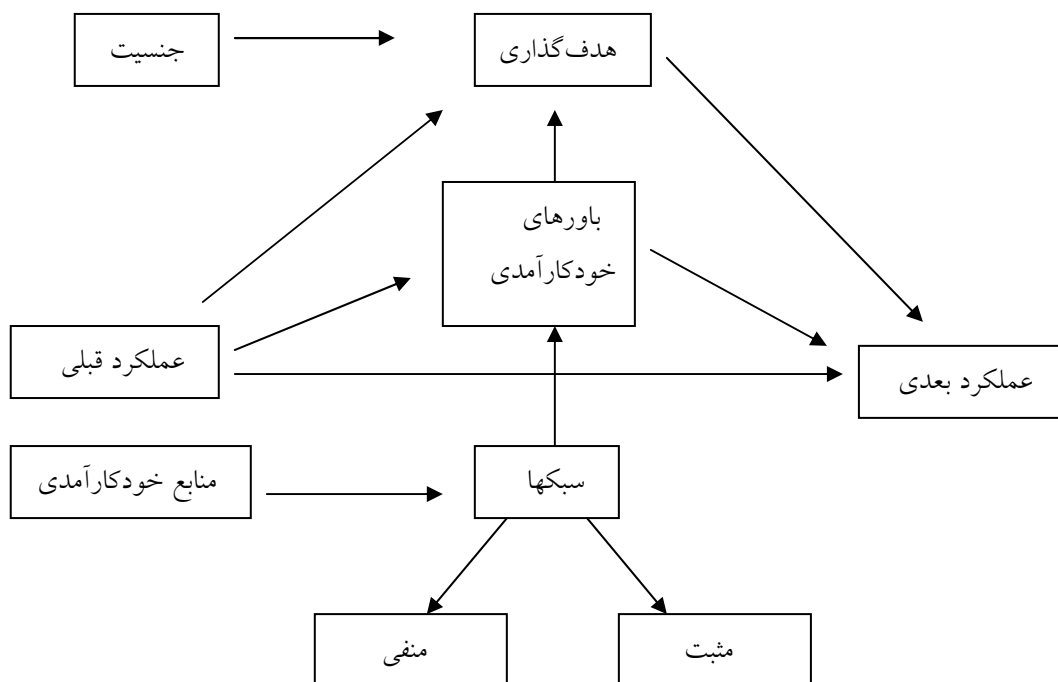 جنسیت
هدف‌گذاری
باورهای
خودکارآمدی
عملکرد قبلی
عملکرد بعدی
منابع خودکارآمدی
سبکها
منفی
مثبت